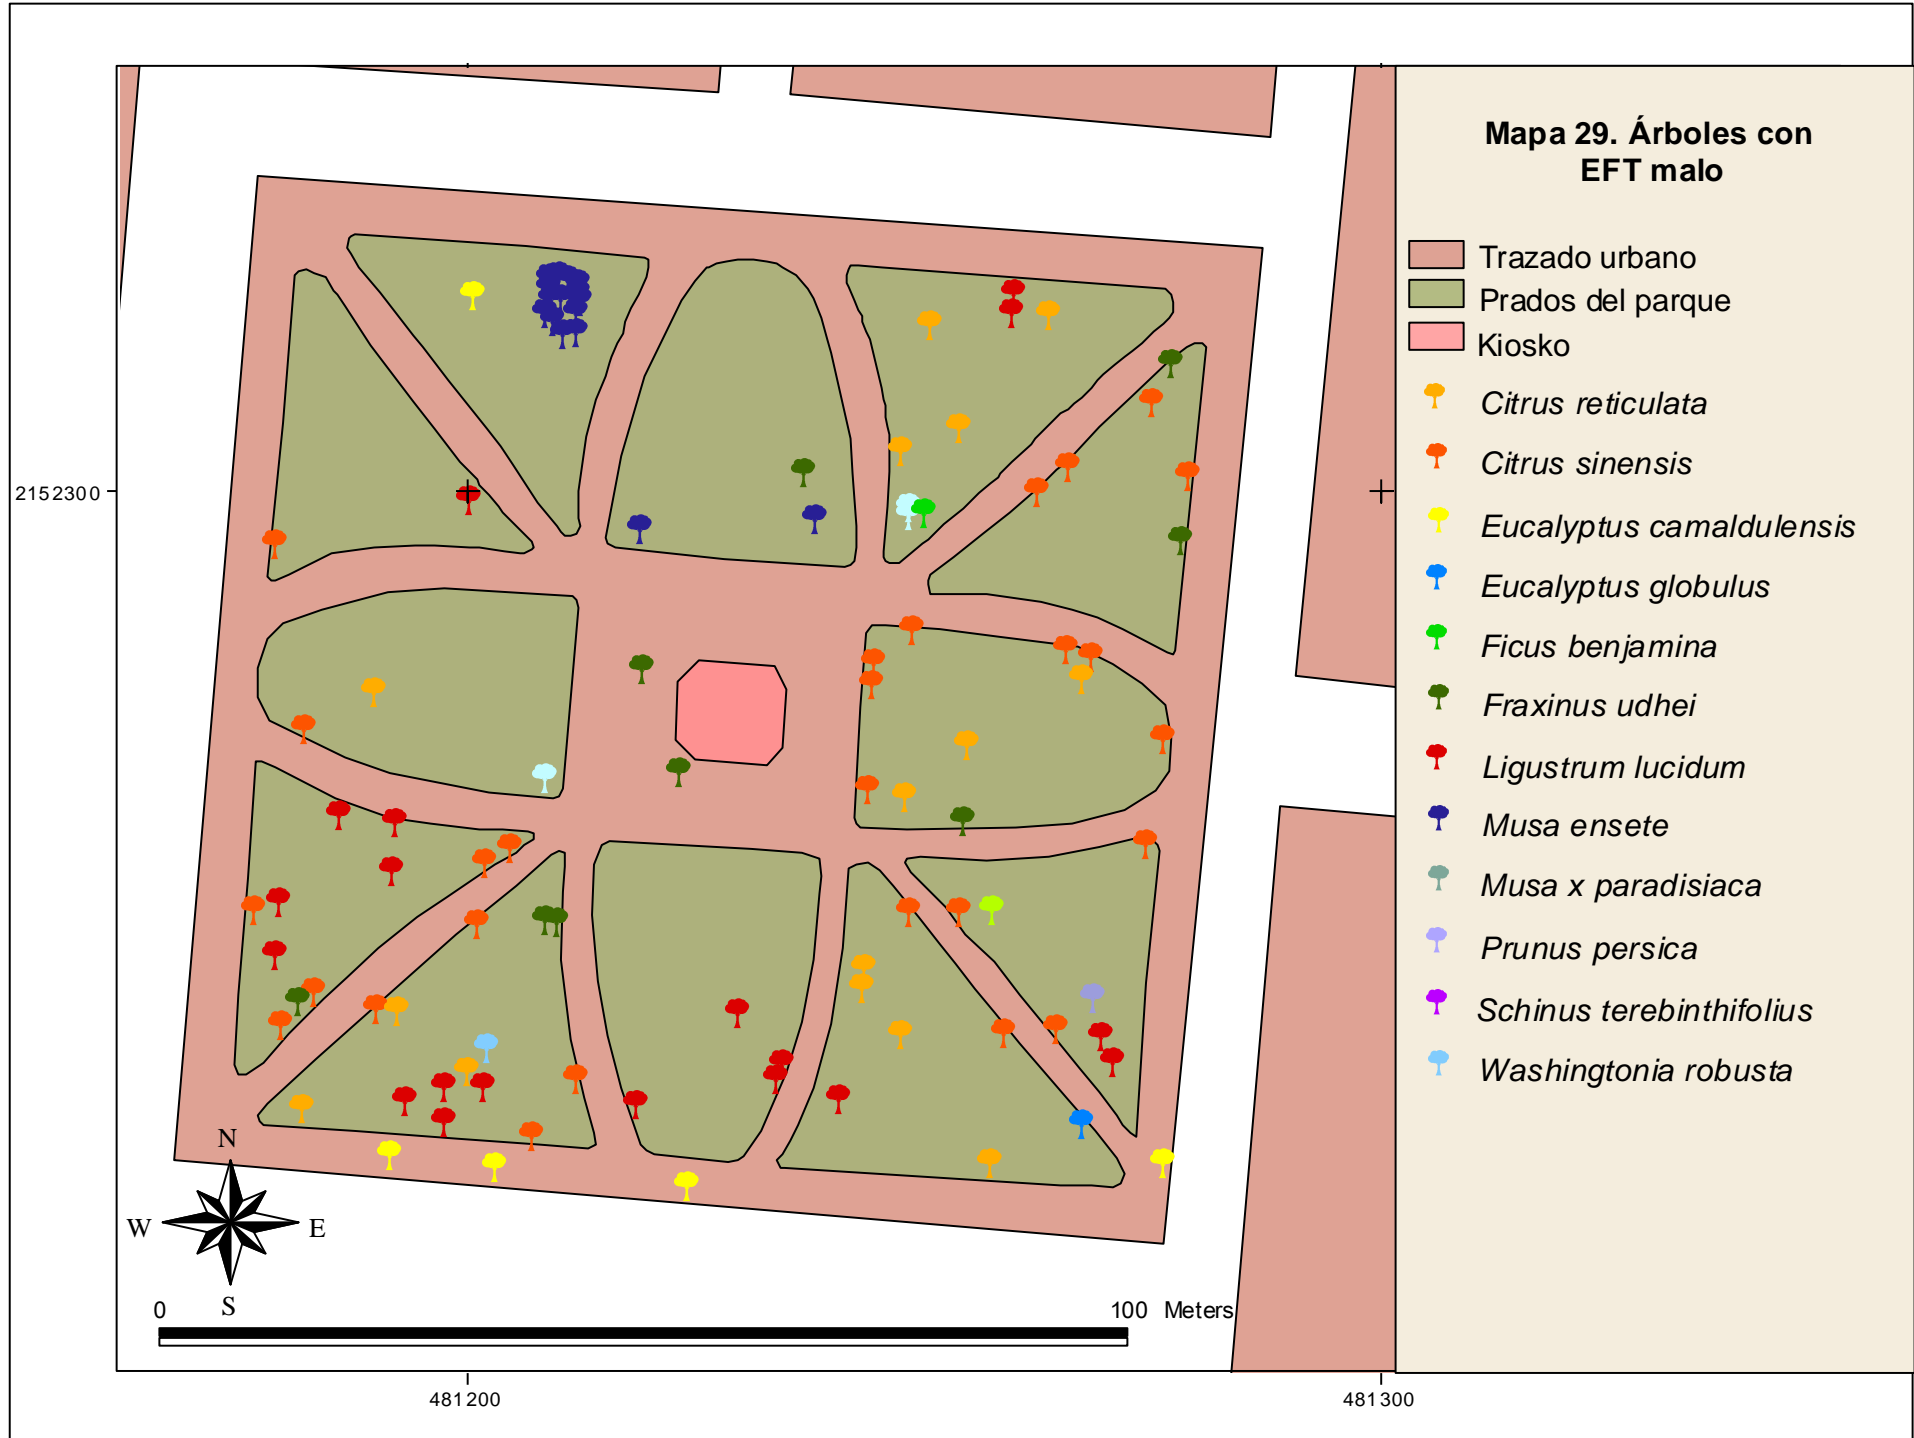 Mapa 29. Árboles con
EFT malo
Trazado urbano
Prados del parque
Kiosko
Citrus reticulata
Citrus sinensis
Eucalyptus camaldulensis
Eucalyptus globulus
Ficus benjamina
Fraxinus udhei
Ligustrum lucidum
Musa ensete
Musa x paradisiaca
Prunus persica
Schinus terebinthifolius
Washingtonia robusta
2152300
N
W E
S
0 100 Meters
481200 481300